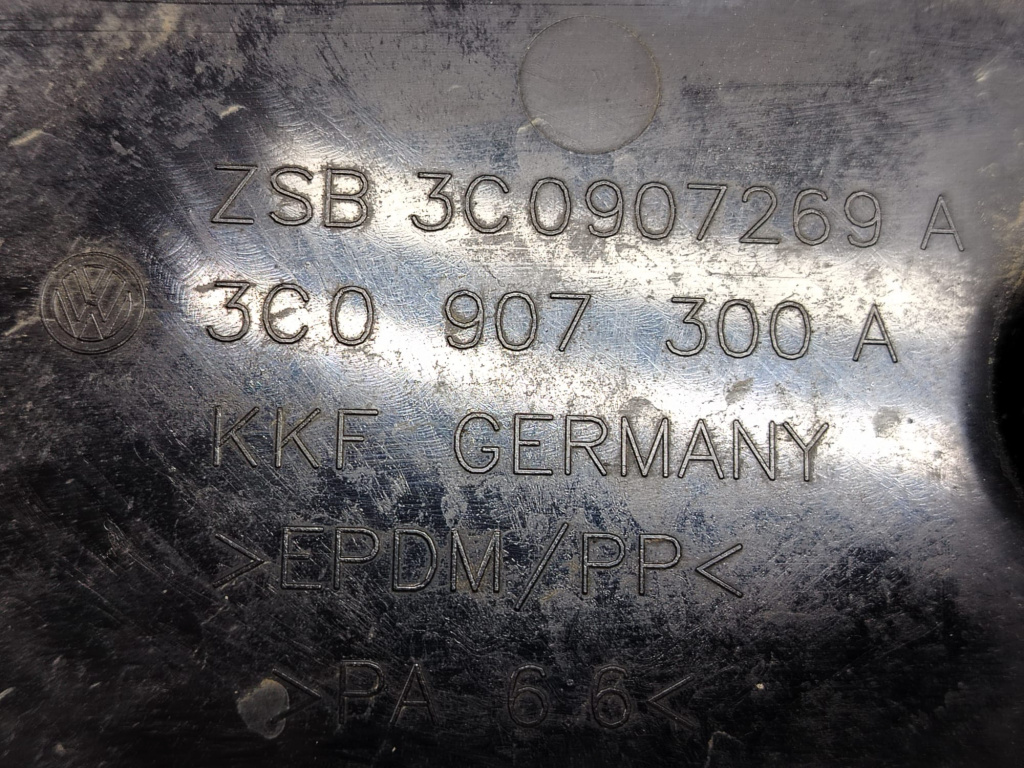 ZSB 3C0907269 A
3C0 907 300 A
KKF GERMANY
>EPDM/PP<
>PA 66<